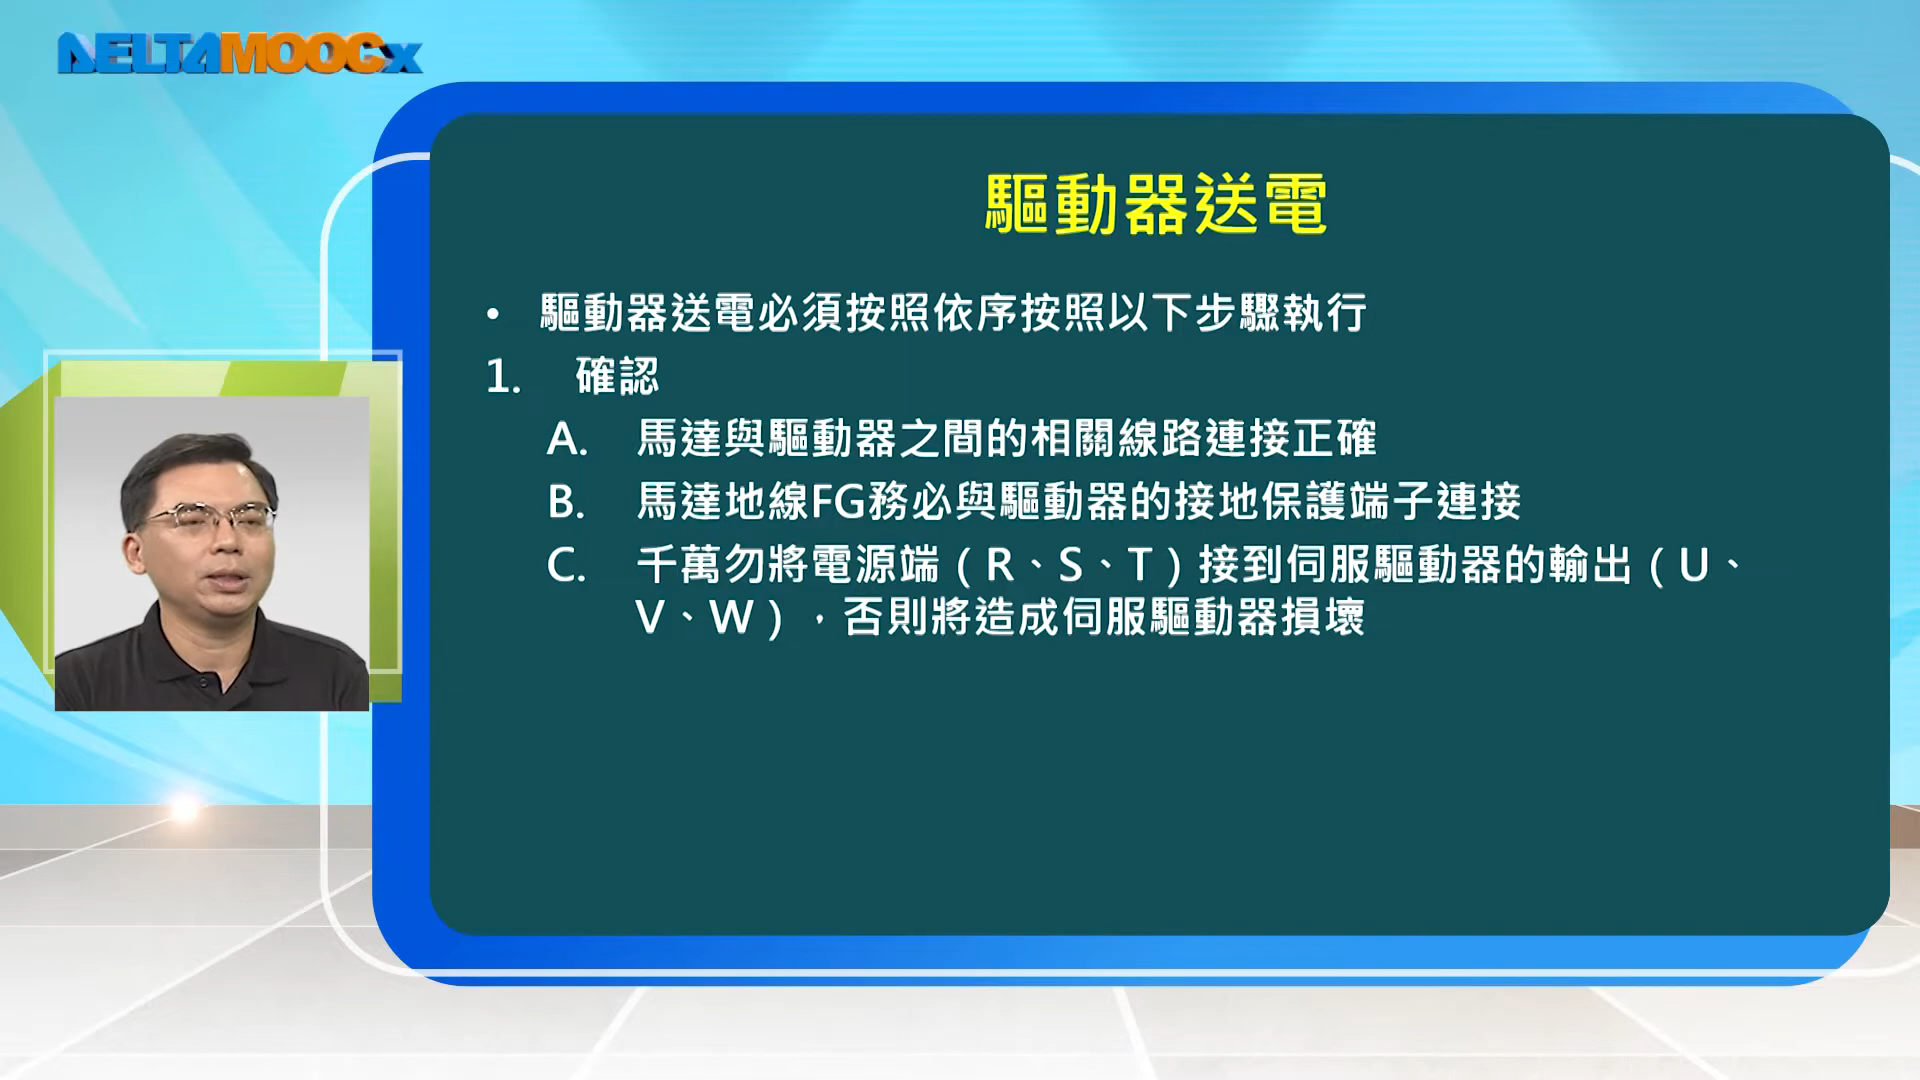 DELTAMOOCx
驅動器送電
• 驅動器送電必須按照依序按照以下步驟執行
1. 確認
A. 馬達與驅動器之間的相關線路連接正確
B. 馬達地線FG務必與驅動器的接地保護端子連接
C. 千萬勿將電源端（R、S、T）接到伺服驅動器的輸出（U、
V、W），否則將造成伺服驅動器損壞